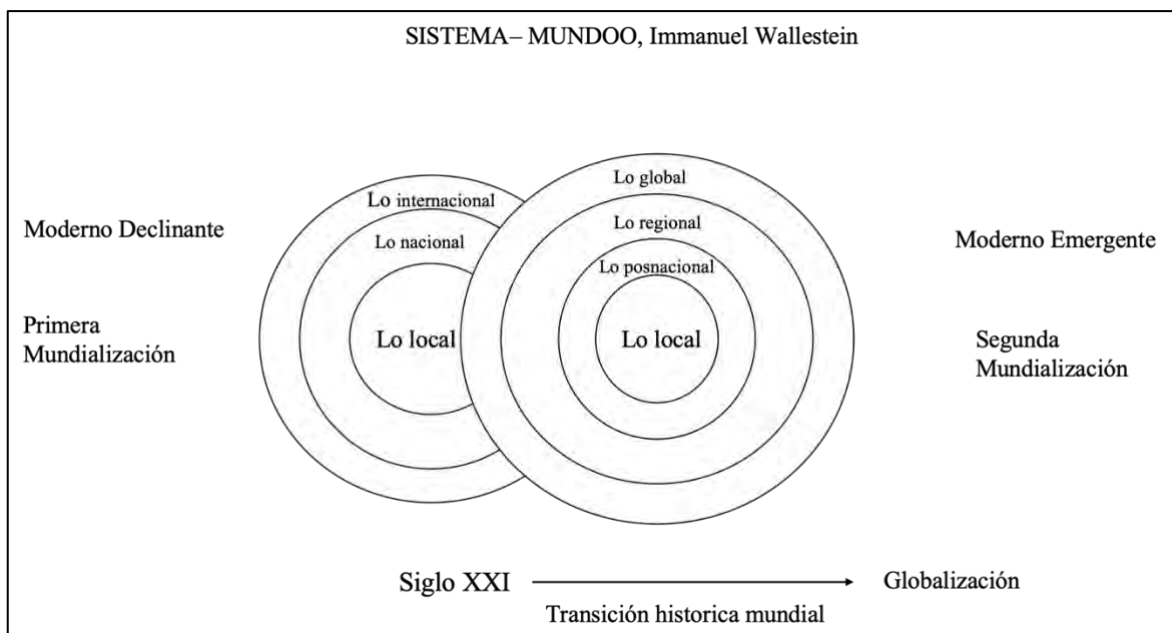 SISTEMA– MUNDOO, Immanuel Wallestein
Lo global
Lo internacional
Lo regional
Moderno Declinante
Lo nacional
Moderno Emergente
Lo posnacional
Primera
Mundialización
Lo local
Lo local
Segunda
Mundialización
Siglo XXI
Globalización
Transición historica mundial